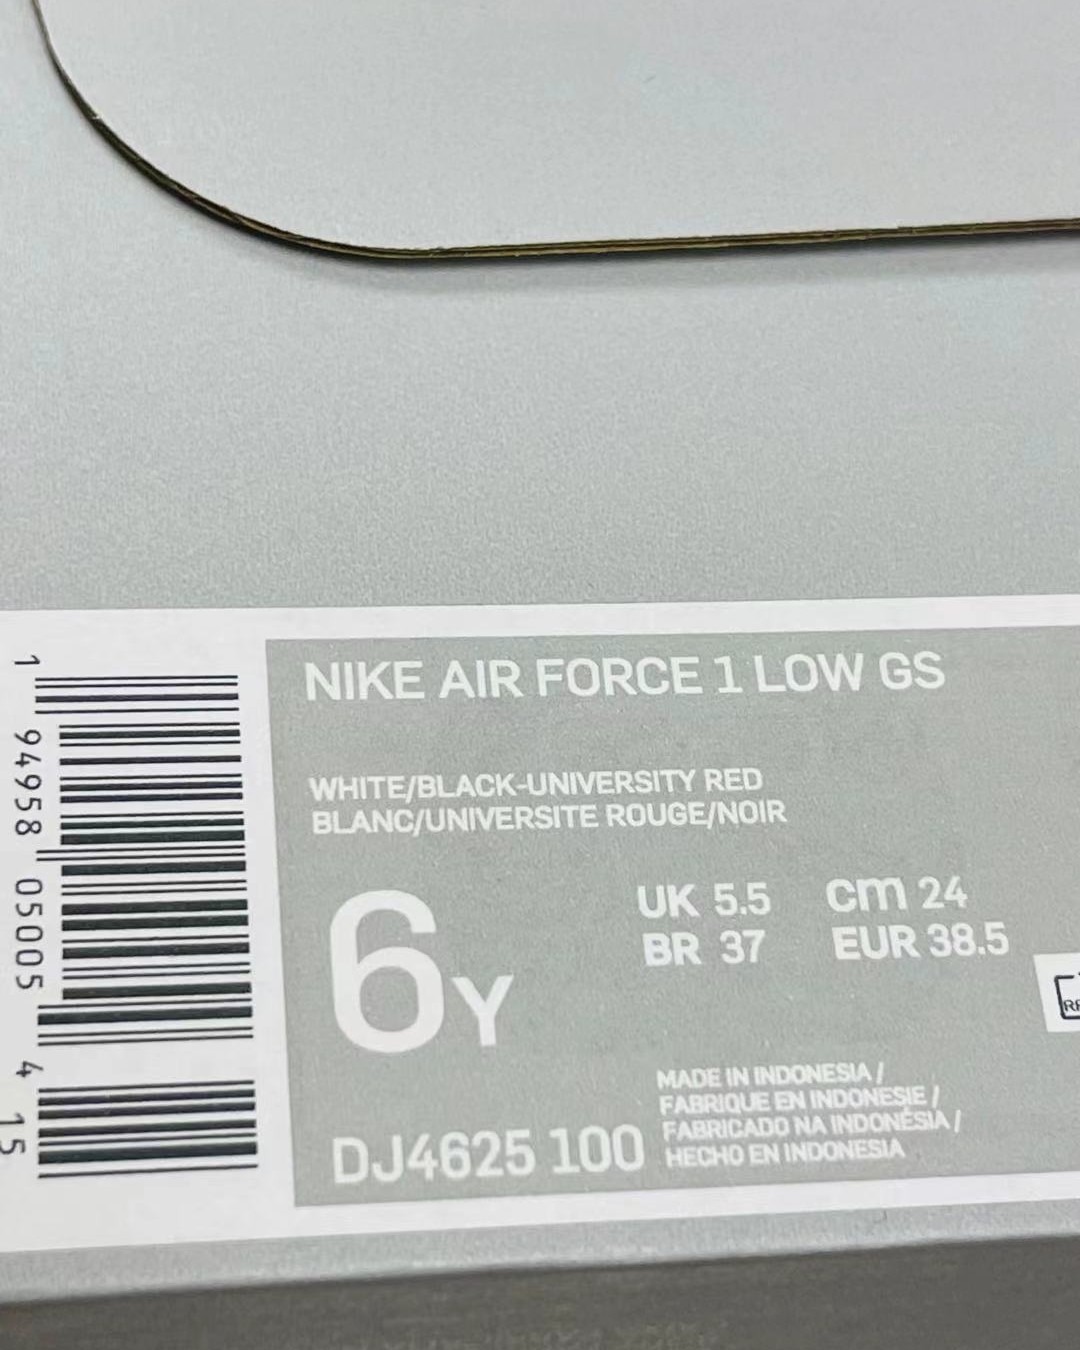 NIKE AIR FORCE 1 LOW GS
WHITE/BLACK-UNIVERSITY RED
BLANC/UNIVERSITE ROUGE/NOIR
6Y
UK 5.5 cm 24
BR 37 EUR 38.5
MADE IN INDONESIA /
FABRIQUE EN INDONESIE /
FABRICADO NA INDONÉSIA /
HECHO EN INDONESIA
DJ4625 100
1 94958 05005 4 15